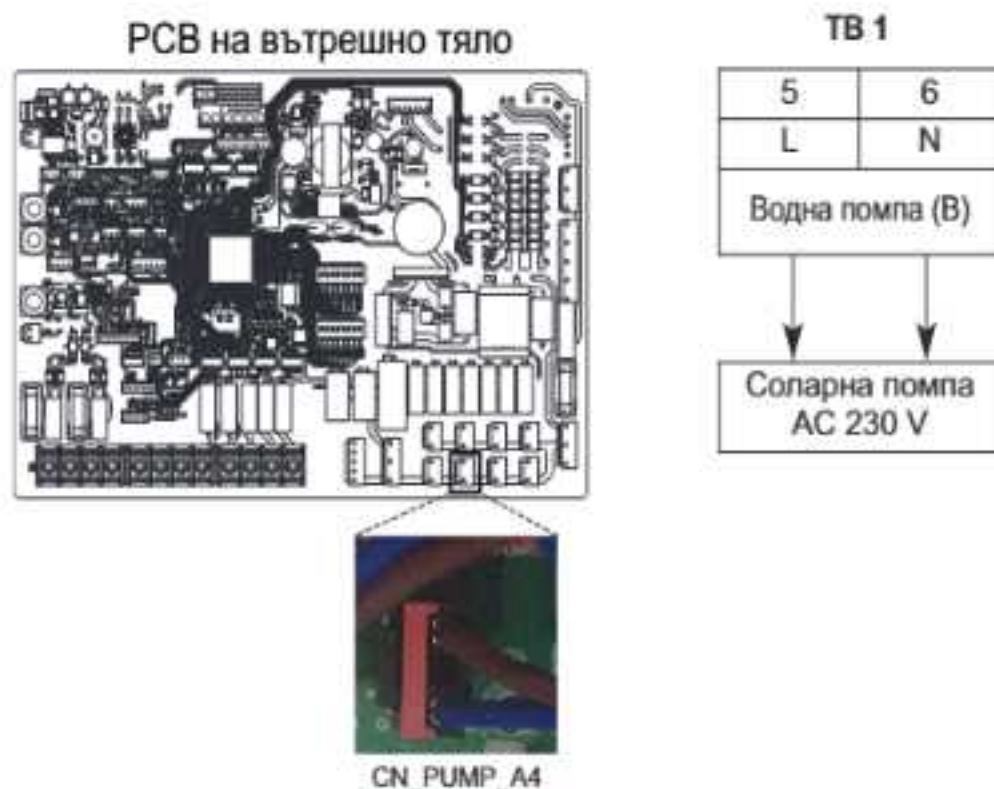 PCB на вътрешно тяло
TB 1
5 6
L N
Водна помпа (B)
Соларна помпа
AC 230 V
CN_PUMP_A4